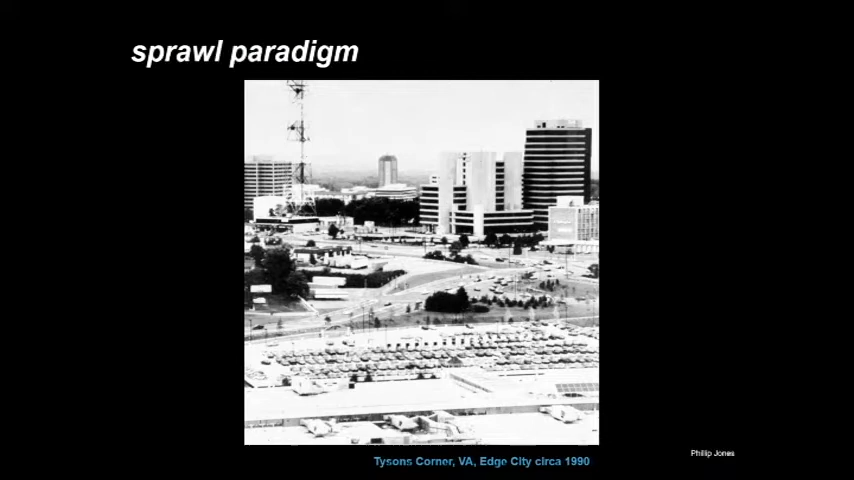 sprawl paradigm
Phillip Jones
Tysons Corner, VA, Edge City circa 1990